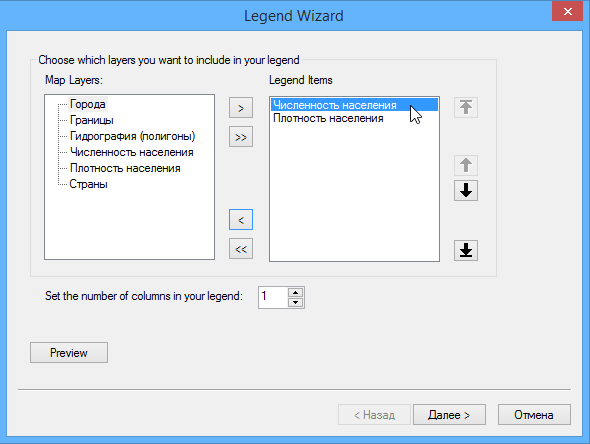 Legend Wizard
Choose which layers you want to include in your legend
Map Layers:
Legend Items
Города
Границы
Гидрография (полигоны)
Численность населения
Плотность населения
Страны
>
>>
<
<<
Численность населения
Плотность населения
Set the number of columns in your legend:
1
Preview
< Назад
Далее >
Отмена